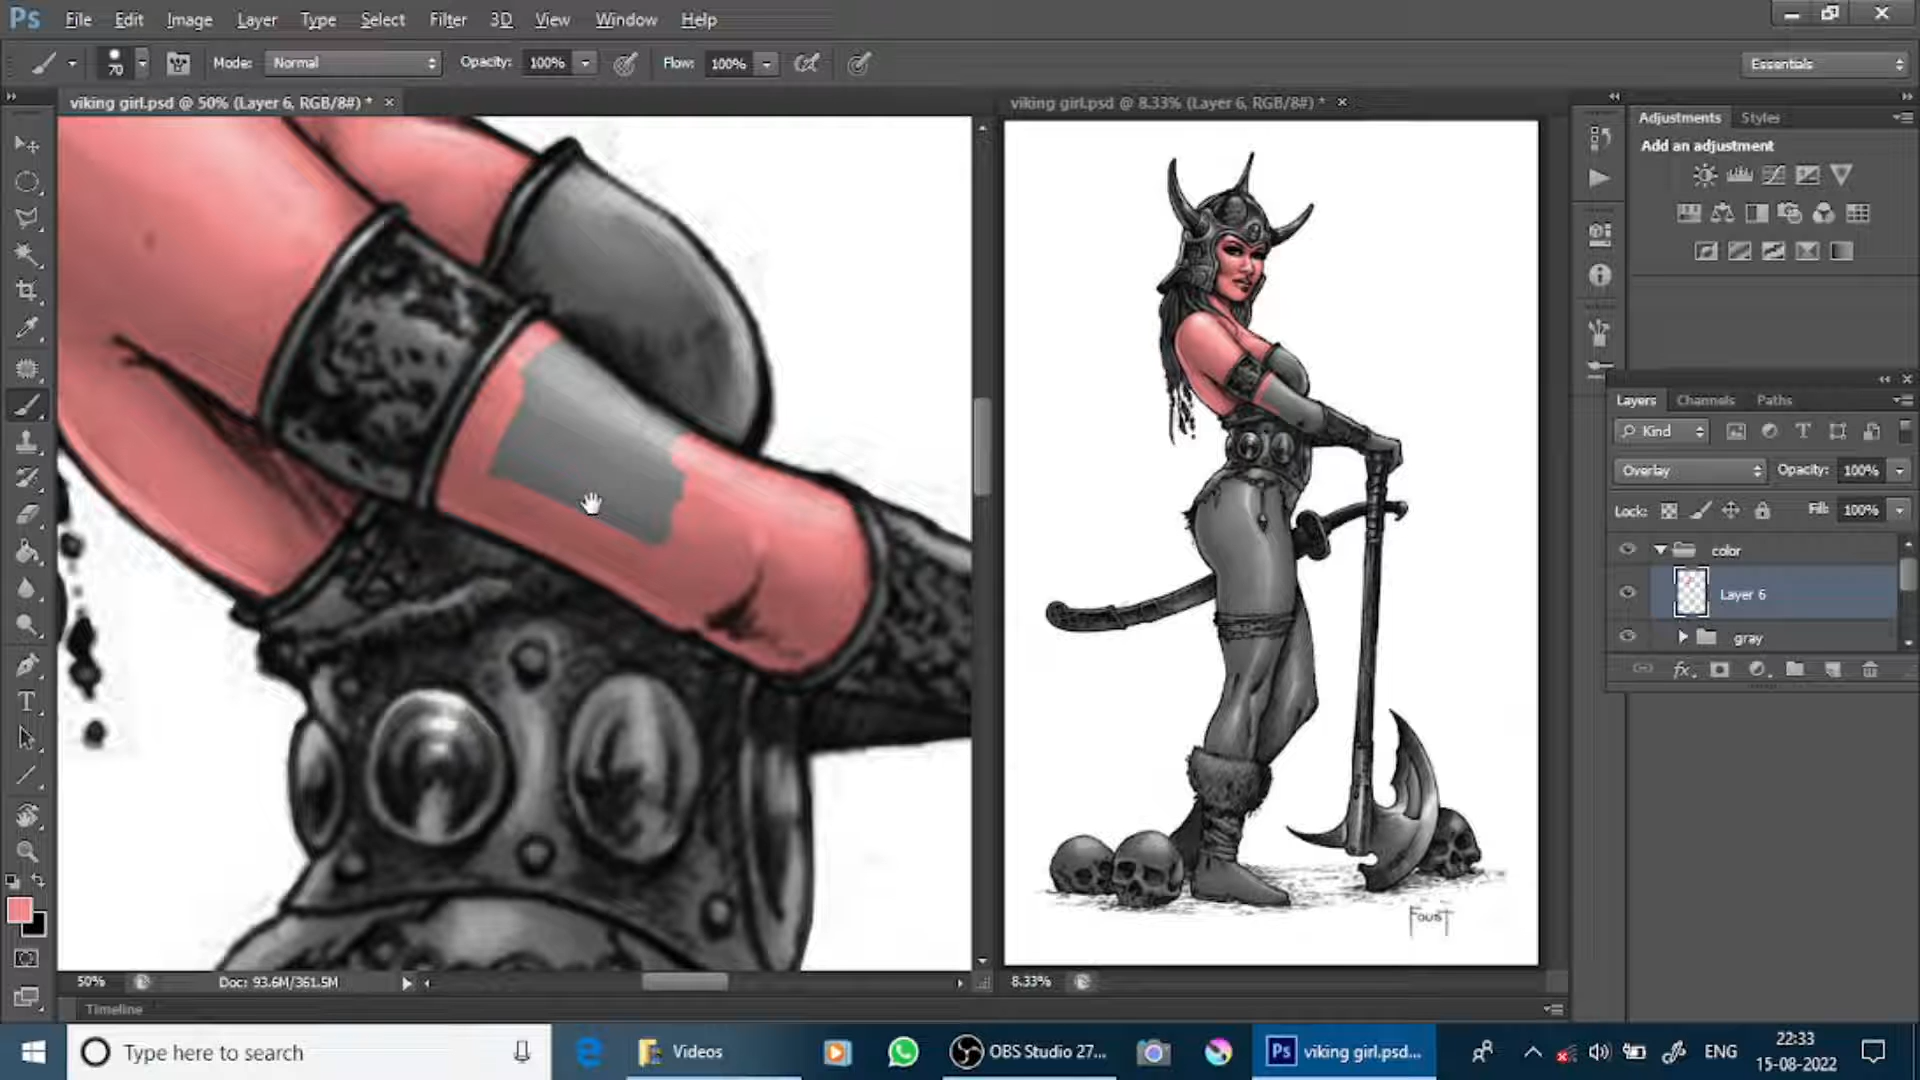 Ps File Edit Image Layer Type Select Filter 3D View Window Help
70 Mode: Normal Opacity: 100% Flow: 100% Essentials
viking girl.psd @ 50% (Layer 6, RGB/8#) * × viking girl.psd @ 8.33% (Layer 6, RGB/8#) * ×
Adjustments Styles
Add an adjustment
Layers Channels Paths
Kind
Overlay Opacity: 100%
Lock: Fill: 100%
color
Layer 6
gray
FOUST
50% Doc: 93.6M/361.5M 8.33%
Timeline
Type here to search Videos OBS Studio 27... Ps viking girl.psd... ENG 22:33
15-08-2022